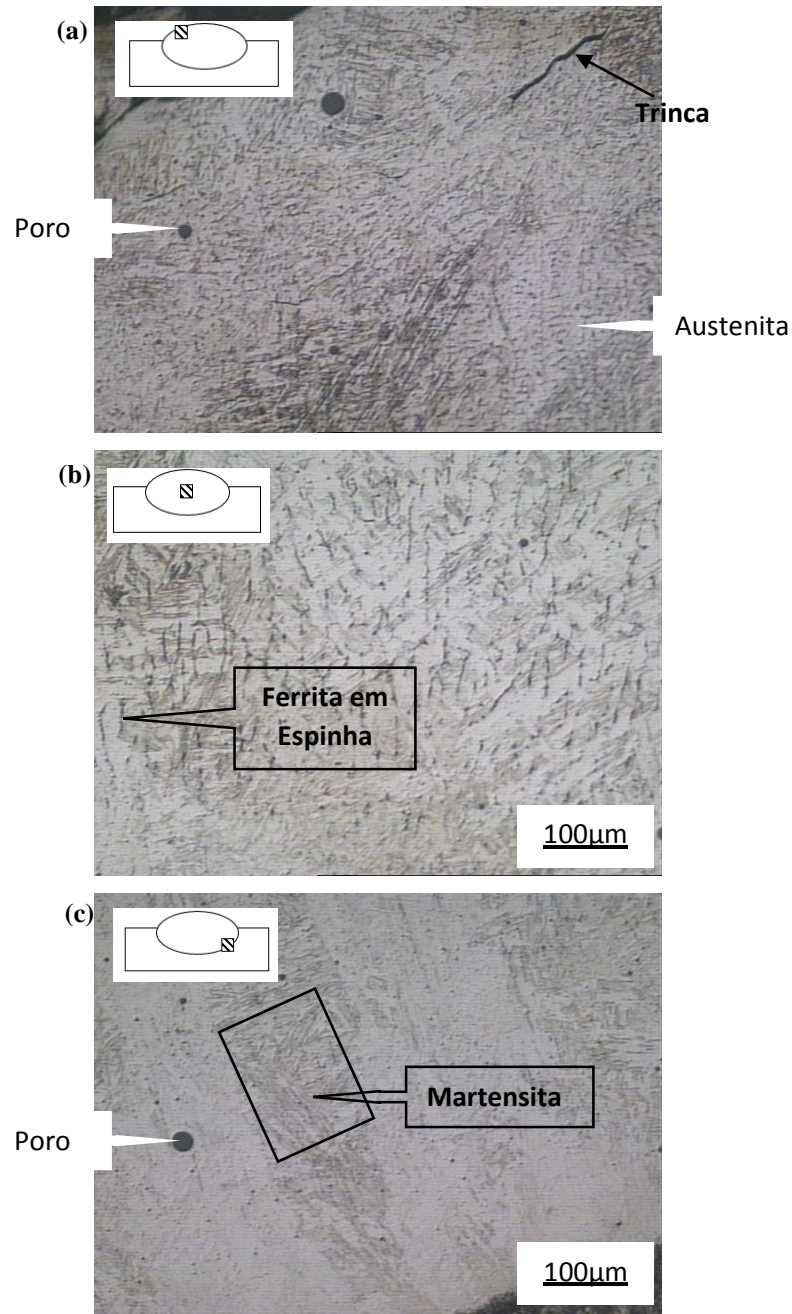 (a)
Trinca
Poro
Austenita
(b)
Ferrita em
Espinha
100µm
(c)
Martensita
Poro
100µm